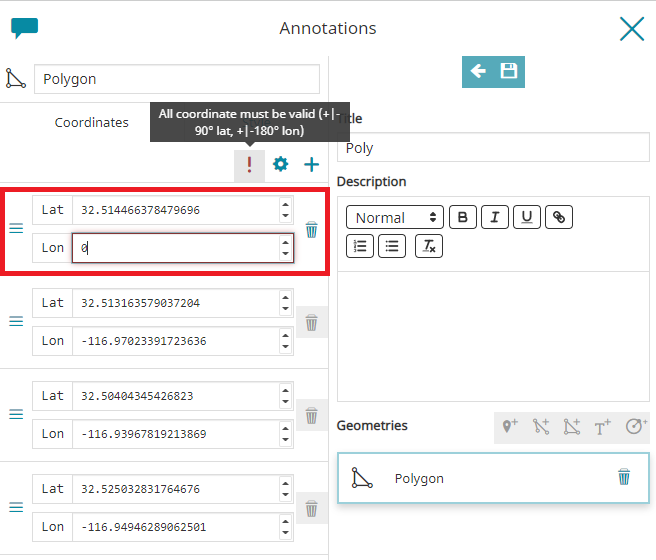 Annotations
Polygon
Coordinates
All coordinate must be valid (+|-
90° lat, +|-180° lon)
!
Lat 32.514466378479696
Lon 0
Lat 32.513163579037204
Lon -116.97023391723636
Lat 32.50404345426823
Lon -116.93967819213869
Lat 32.525032831764676
Lon -116.94946289062501
Title
Poly
Description
Normal B I U
Geometries
Polygon